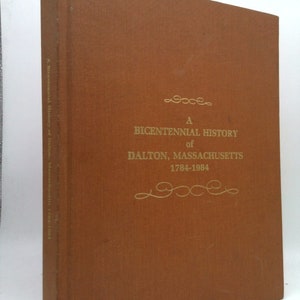 A
BICENTENNIAL HISTORY
of
DALTON, MASSACHUSETTS
1784-1984